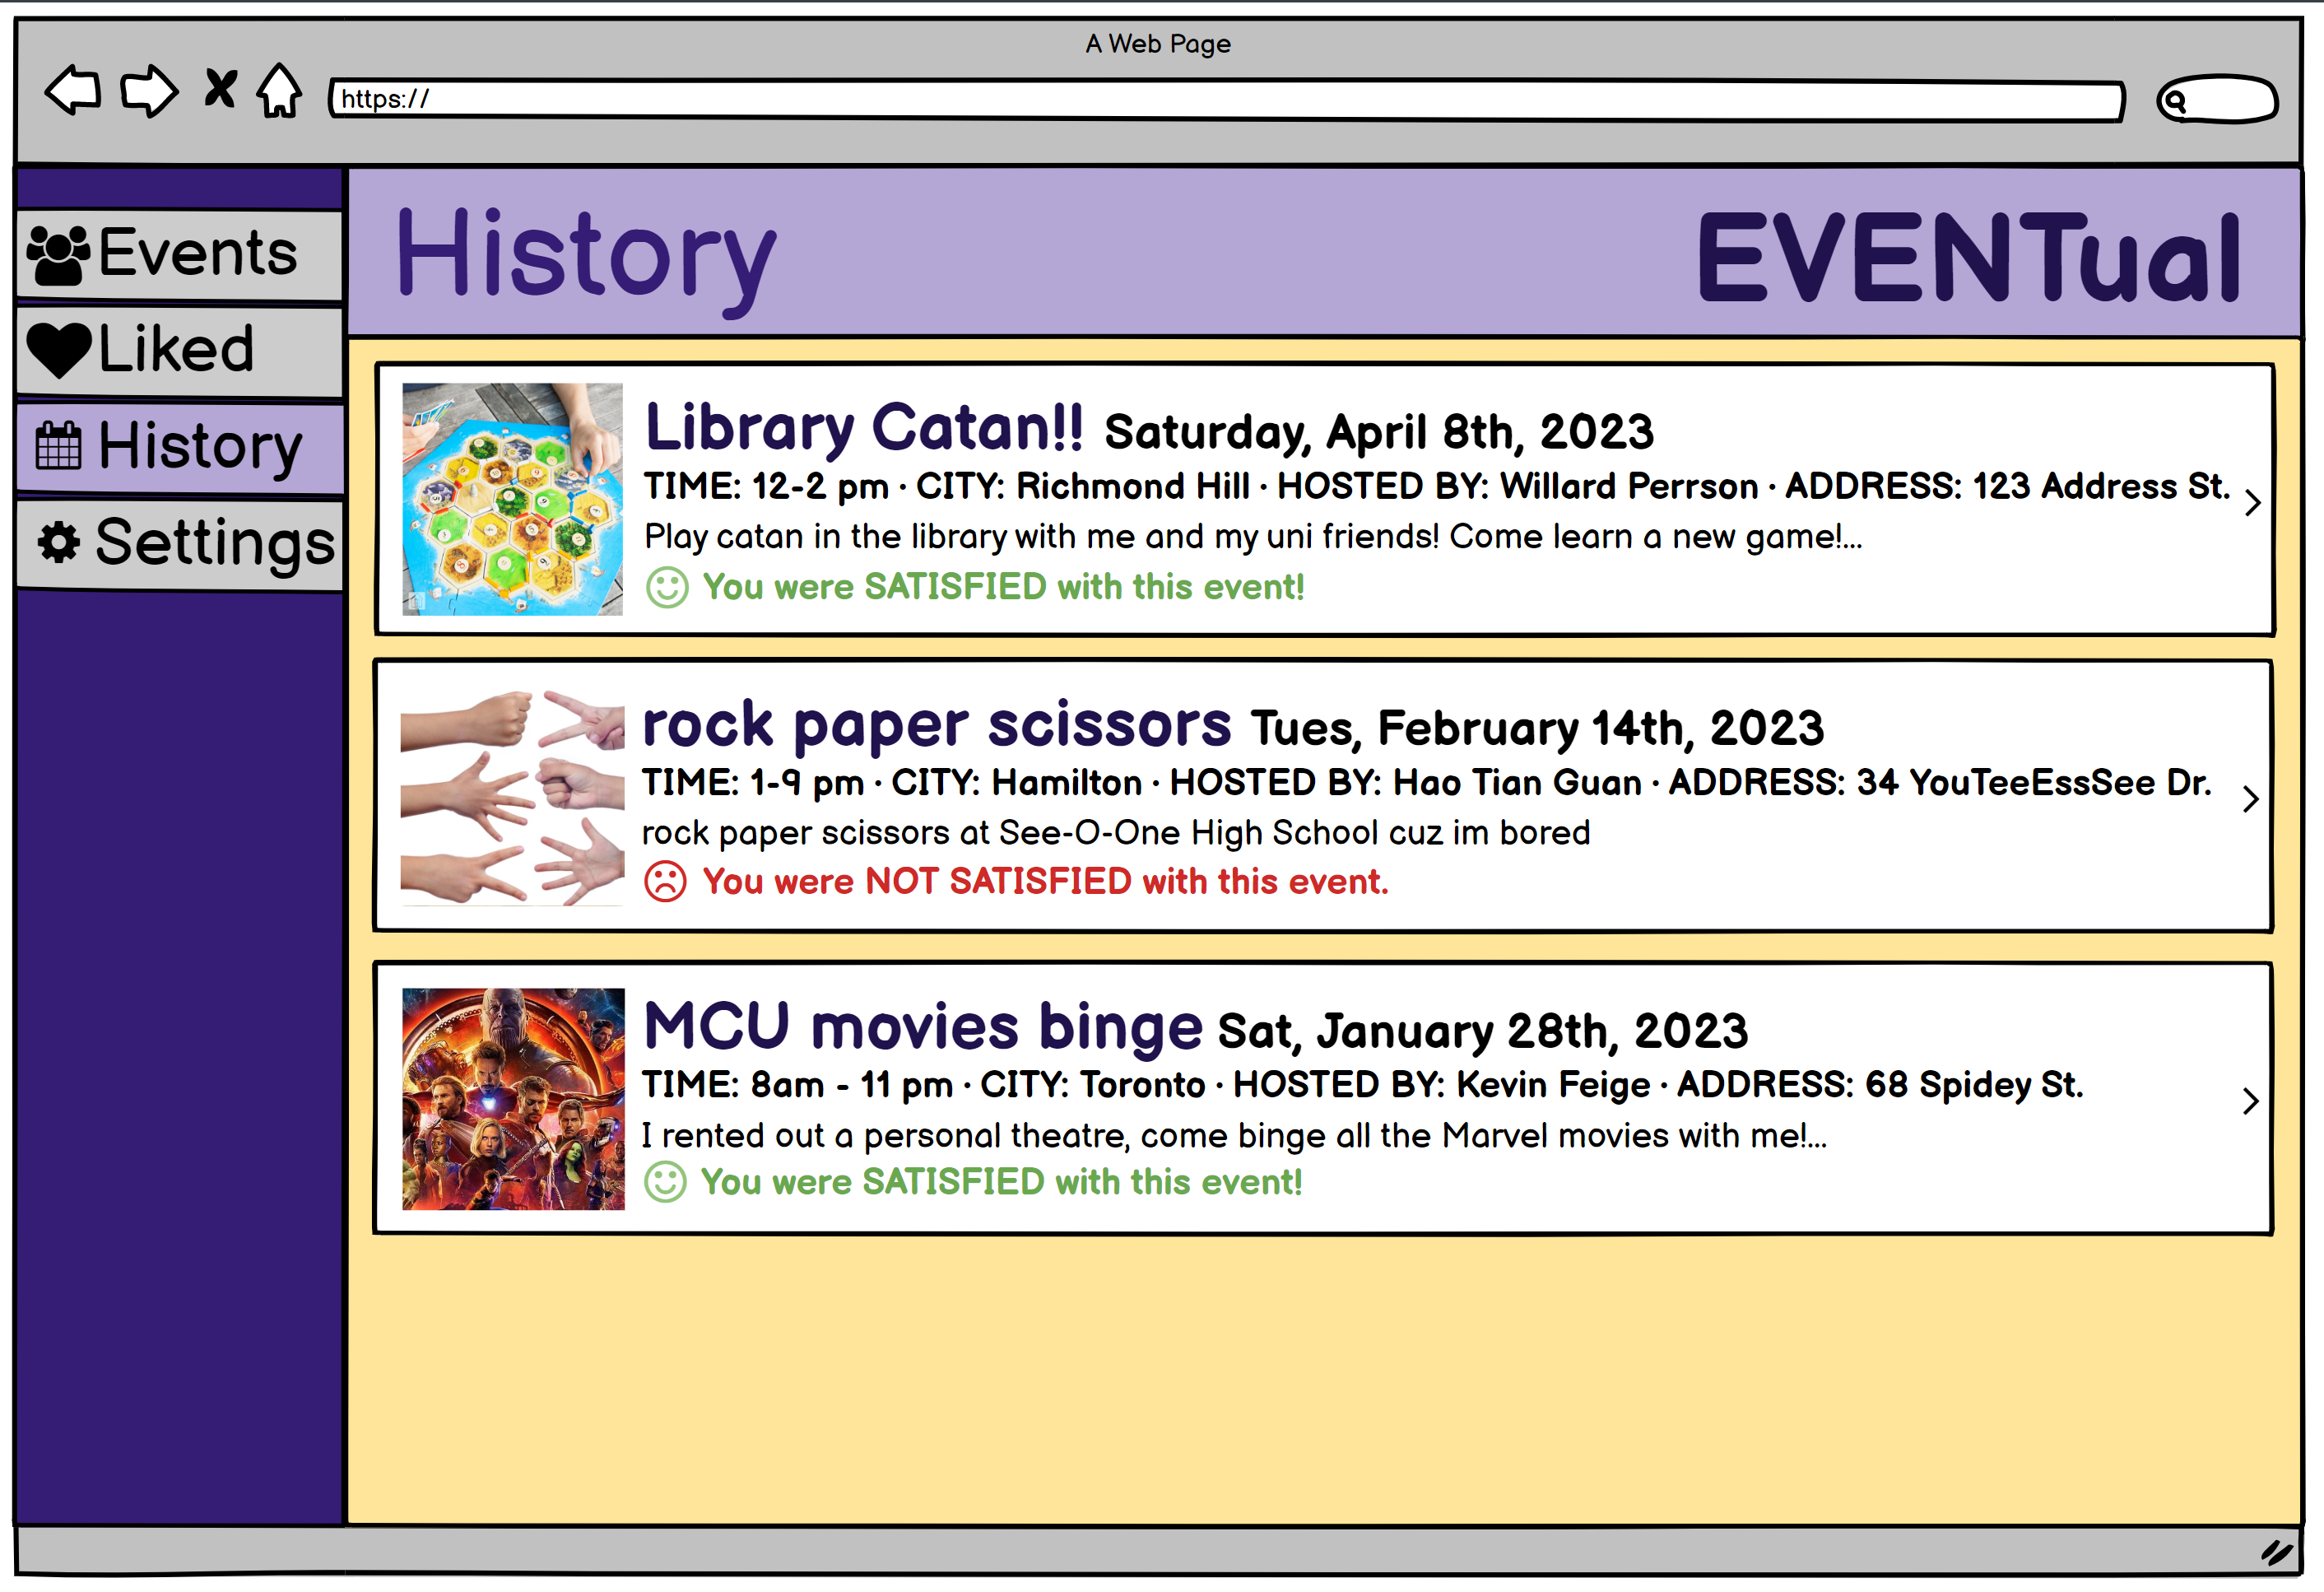 A Web Page
https://
Events
Liked
History
Settings
History
EVENTual
Library Catan!! Saturday, April 8th, 2023
TIME: 12-2 pm · CITY: Richmond Hill · HOSTED BY: Willard Perrson · ADDRESS: 123 Address St.
Play catan in the library with me and my uni friends! Come learn a new game!...
You were SATISFIED with this event!
rock paper scissors Tues, February 14th, 2023
TIME: 1-9 pm · CITY: Hamilton · HOSTED BY: Hao Tian Guan · ADDRESS: 34 YouTeeEssSee Dr.
rock paper scissors at See-O-One High School cuz im bored
You were NOT SATISFIED with this event.
MCU movies binge Sat, January 28th, 2023
TIME: 8am - 11 pm · CITY: Toronto · HOSTED BY: Kevin Feige · ADDRESS: 68 Spidey St.
I rented out a personal theatre, come binge all the Marvel movies with me!...
You were SATISFIED with this event!